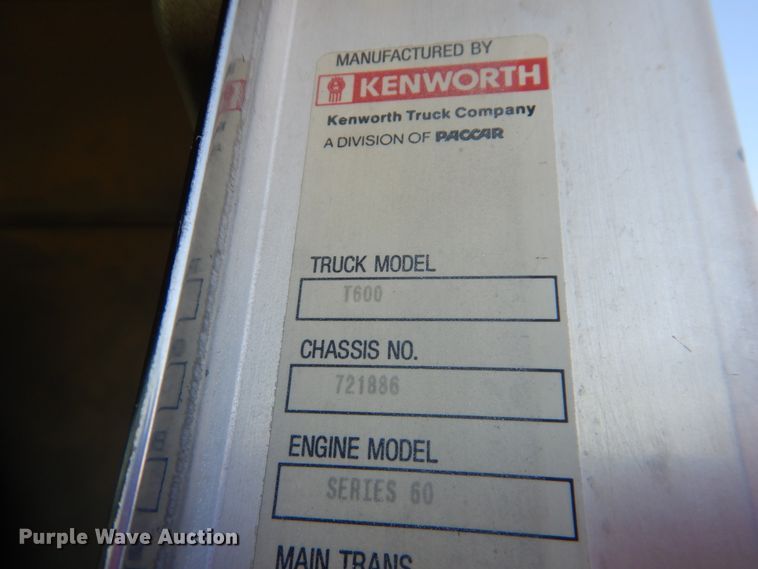 MANUFACTURED BY
KENWORTH
Kenworth Truck Company
A DIVISION OF PACCAR
TRUCK MODEL
T600
CHASSIS NO.
721886
ENGINE MODEL
SERIES 60
MAIN TRANS
Purple Wave Auction